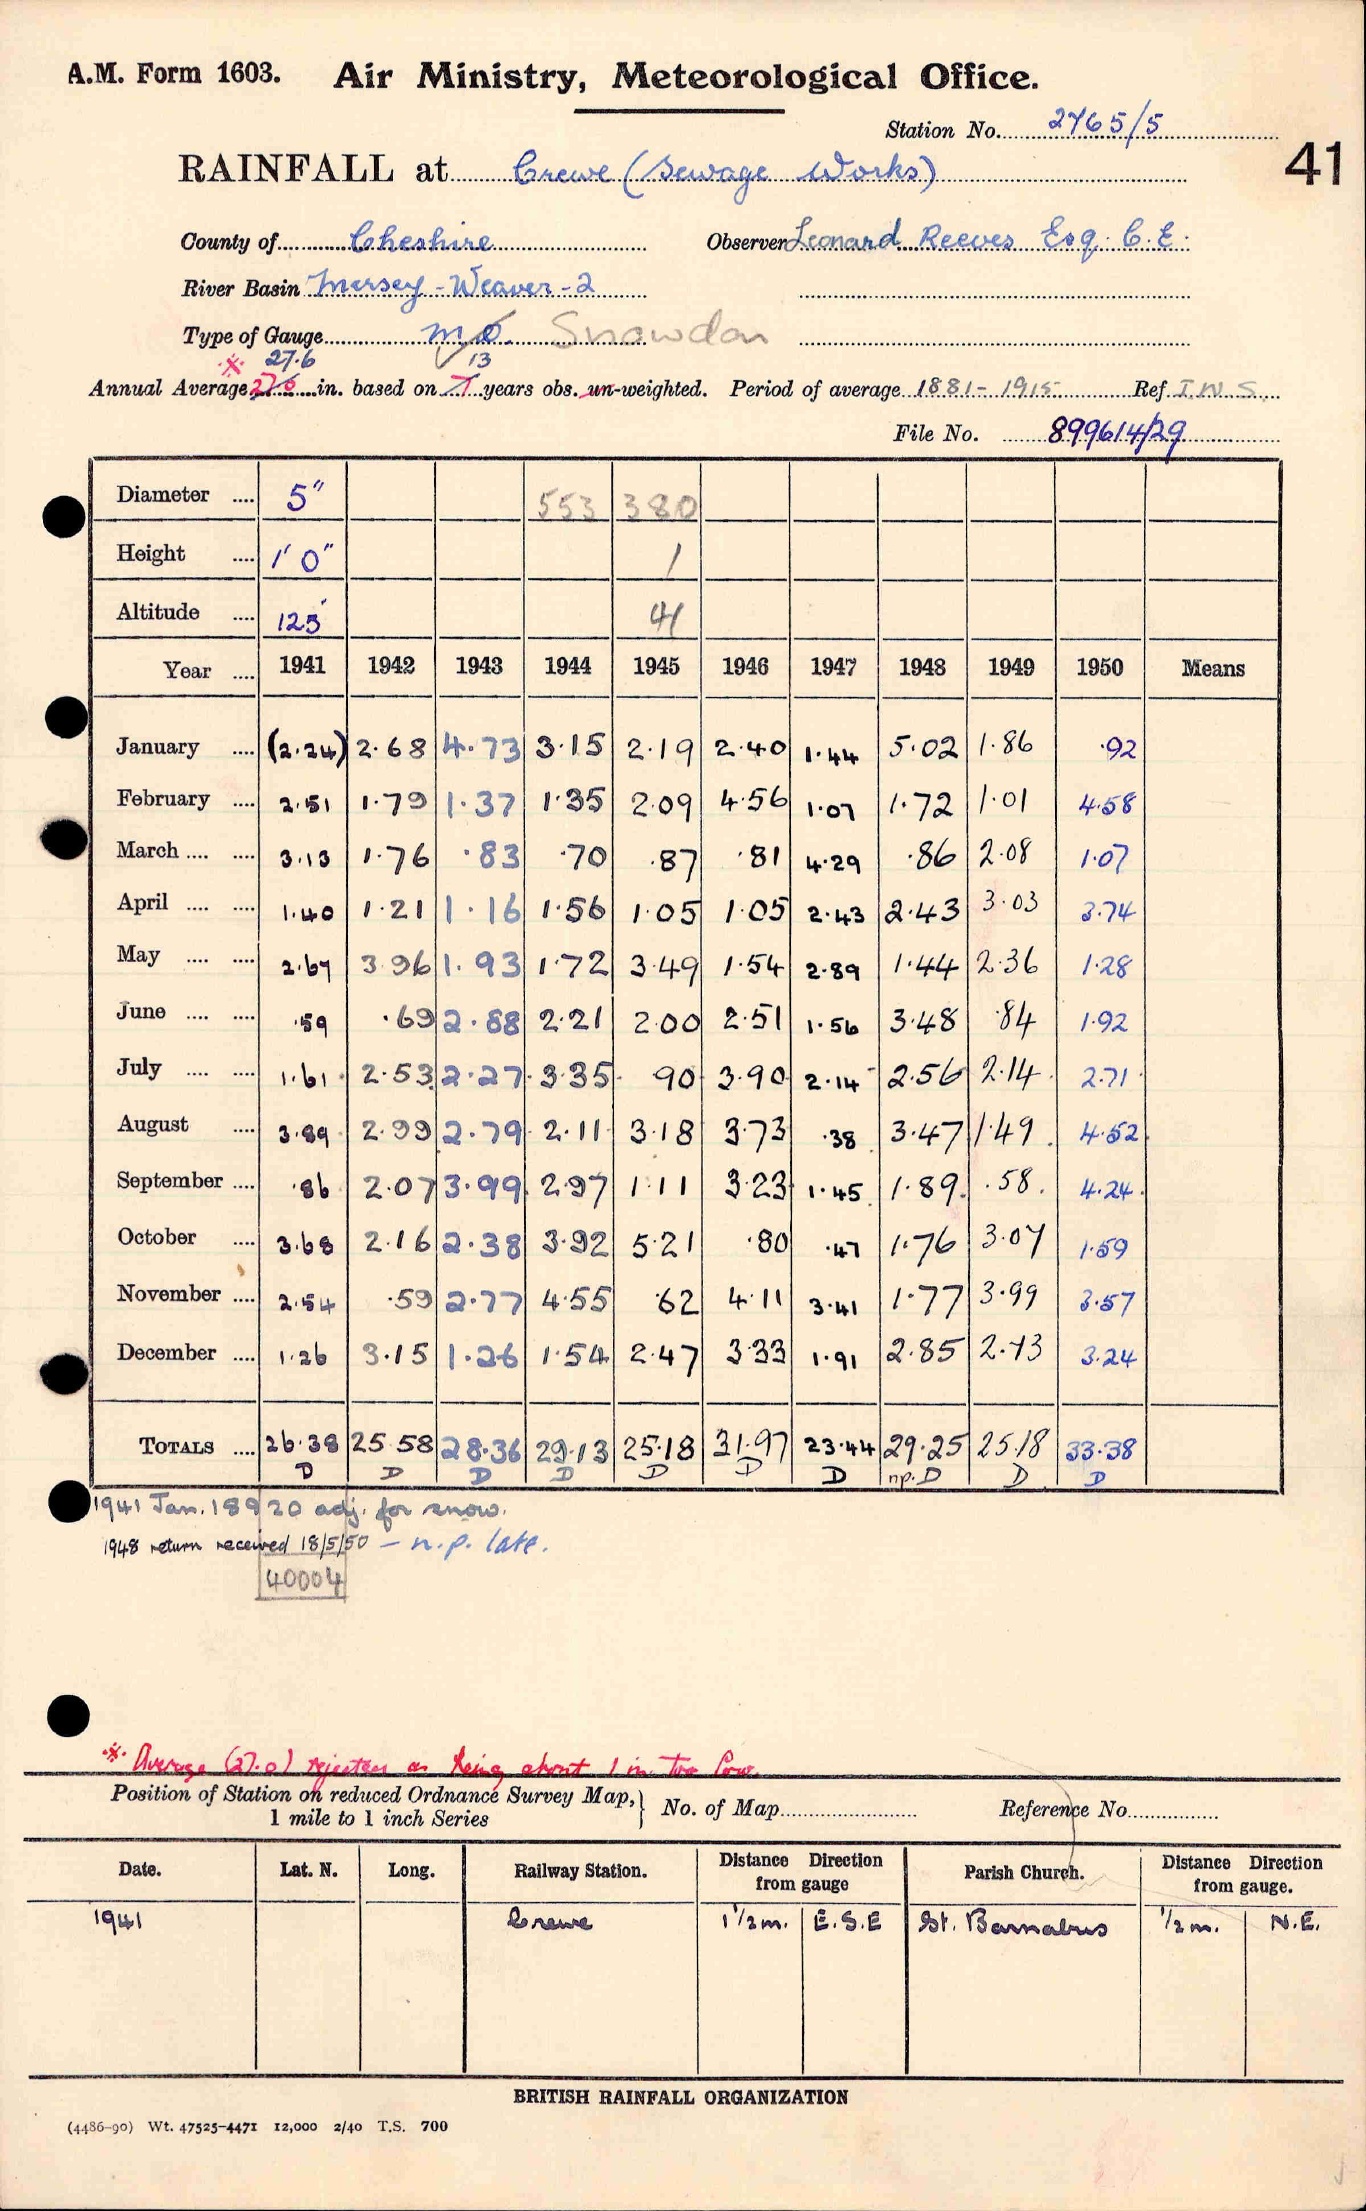 A.M. Form 1603. Air Ministry, Meteorological Office.
Station No. 2765/5
41
RAINFALL at Crewe (Sewage Works)
County of Cheshire Observer Leonard Reeves Esq. C.E.
River Basin Mersey - Weaver - 2
Type of Gauge M.O. Snowdon
※ 27.6 13
Annual Average 27.0 in. based on 7 years obs. un-weighted. Period of average 1881 - 1915 Ref I.W.S.
File No. 899614/29
Diameter .... 5" 553 380
Height .... 1' 0" 1
Altitude .... 125' 41
Year .... 1941 1942 1943 1944 1945 1946 1947 1948 1949 1950 Means
January .... (2.24) 2.68 4.73 3.15 2.19 2.40 1.44 5.02 1.86 .92
February .... 2.51 1.79 1.37 1.35 2.09 4.56 1.07 1.72 1.01 4.58
March .... .... 3.13 1.76 .83 .70 .87 .81 4.29 .86 2.08 1.07
April .... .... 1.40 1.21 1.16 1.56 1.05 1.05 2.43 2.43 3.03 3.74
May .... .... 2.67 3.96 1.93 1.72 3.49 1.54 2.89 1.44 2.36 1.28
June .... .... .59 .69 2.88 2.21 2.00 2.51 1.56 3.48 .84 1.92
July .... .... 1.61 2.53 2.27 3.35 90 3.90 2.14 2.56 2.14 2.71
August .... 3.89 2.99 2.79 2.11 3.18 3.73 .38 3.47 1.49 4.52
September .... .86 2.07 3.99 2.97 1.11 3.23 1.45 1.89 .58 4.24
October .... 3.68 2.16 2.38 3.92 5.21 .80 .47 1.76 3.07 1.59
November .... 2.54 .59 2.77 4.55 .62 4.11 3.41 1.77 3.99 3.57
December .... 1.26 3.15 1.26 1.54 2.47 3.33 1.91 2.85 2.73 3.24
TOTALS .... 26.38 25.58 28.36 29.13 25.18 31.97 23.44 29.25 25.18 33.38
D D D D D D D np. D D D
1941 Jan. 18 & 20 adj. for snow.
1948 return received 18/5/50 – n.p. late.
40004
※ Average (27.0) rejected as being about 1 in. too low.
Position of Station on reduced Ordnance Survey Map, 1 mile to 1 inch Series } No. of Map Reference No.
Date. Lat. N. Long. Railway Station. Distance Direction from gauge Parish Church. Distance Direction from gauge.
1941 Crewe 1 1/2 m. E.S.E St. Barnabus 1/2 m. N.E.
BRITISH RAINFALL ORGANIZATION
(4486-90) Wt. 47525-4471 12,000 2/40 T.S. 700